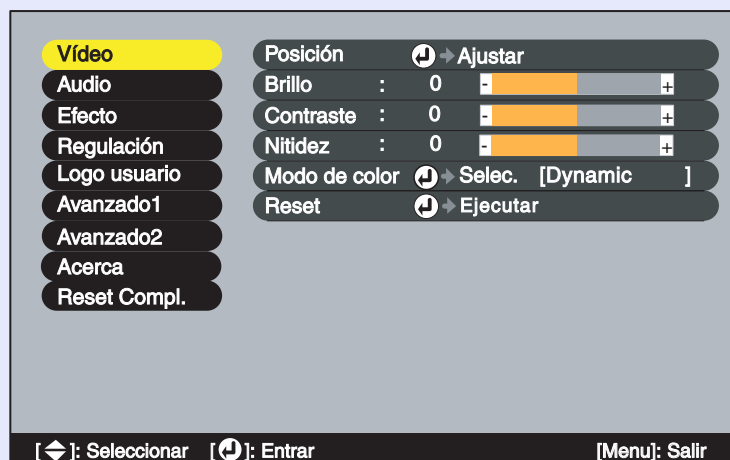 Vídeo
Audio
Efecto
Regulación
Logo usuario
Avanzado1
Avanzado2
Acerca
Reset Compl.
Posición Ajustar
Brillo : 0 - +
Contraste : 0 - +
Nitidez : 0 - +
Modo de color Selec. [Dynamic ]
Reset Ejecutar
[ ]: Seleccionar [ ]: Entrar [Menu]: Salir